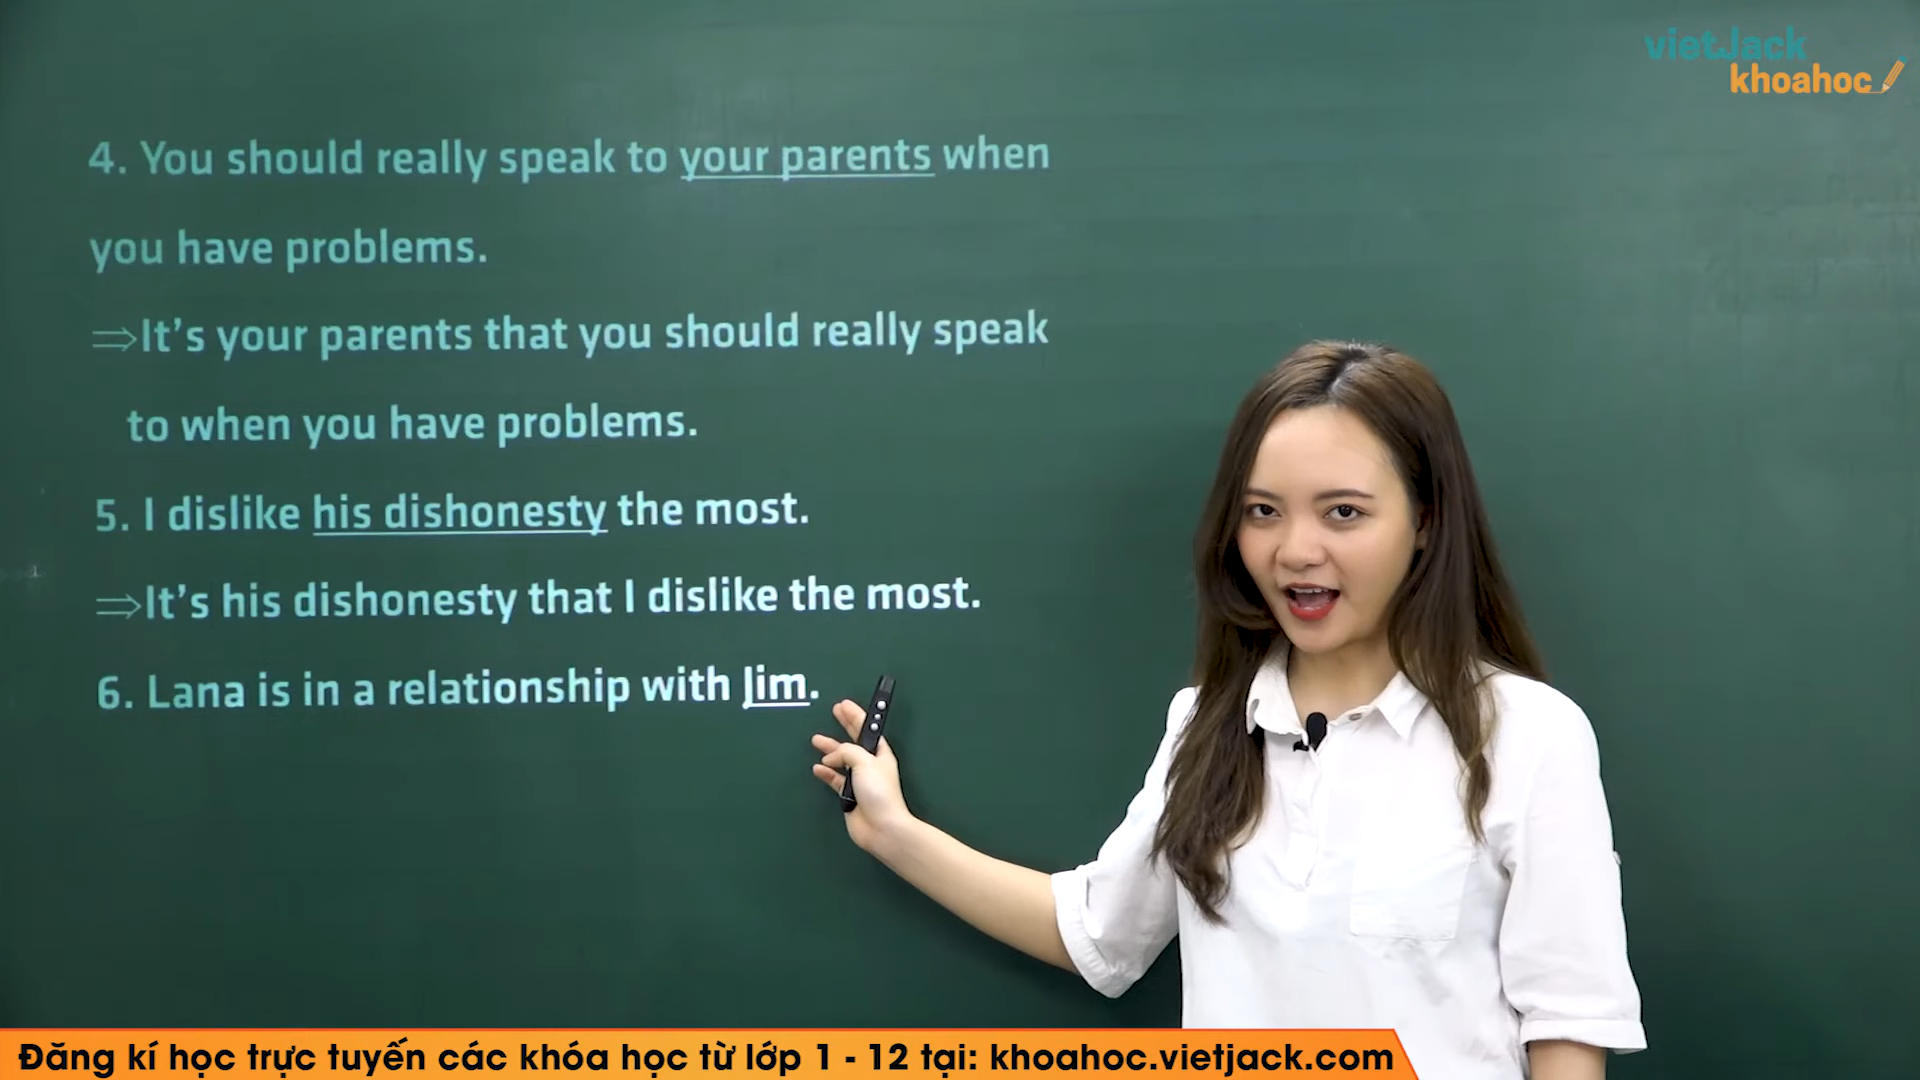 vietJack
khoahoc
4. You should really speak to your parents when
you have problems.
⇒It’s your parents that you should really speak
to when you have problems.
5. I dislike his dishonesty the most.
⇒It’s his dishonesty that I dislike the most.
6. Lana is in a relationship with Jim.
Đăng kí học trực tuyến các khóa học từ lớp 1 - 12 tại: khoahoc.vietjack.com